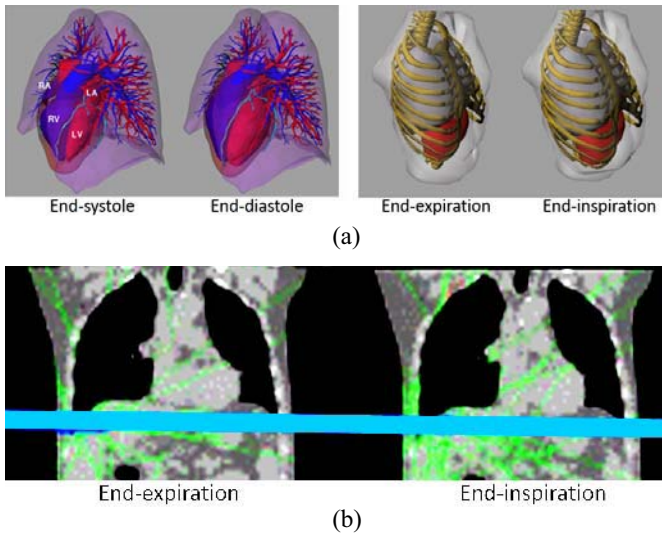 RA
LA
RV
LV
End-systole End-diastole End-expiration End-inspiration
(a)
End-expiration End-inspiration
(b)